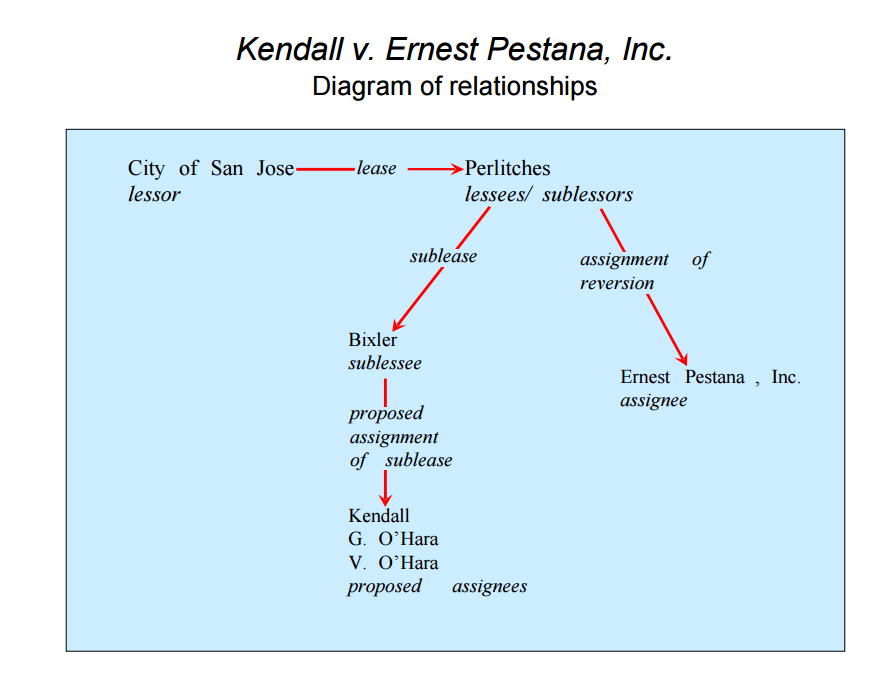 Kendall v. Ernest Pestana, Inc.
Diagram of relationships
City of San Jose lease Perlitches
lessor lessees/ sublessors
sublease
assignment of
reversion
Bixler
sublessee
Ernest Pestana , Inc.
assignee
proposed
assignment
of sublease
Kendall
G. O’Hara
V. O’Hara
proposed assignees